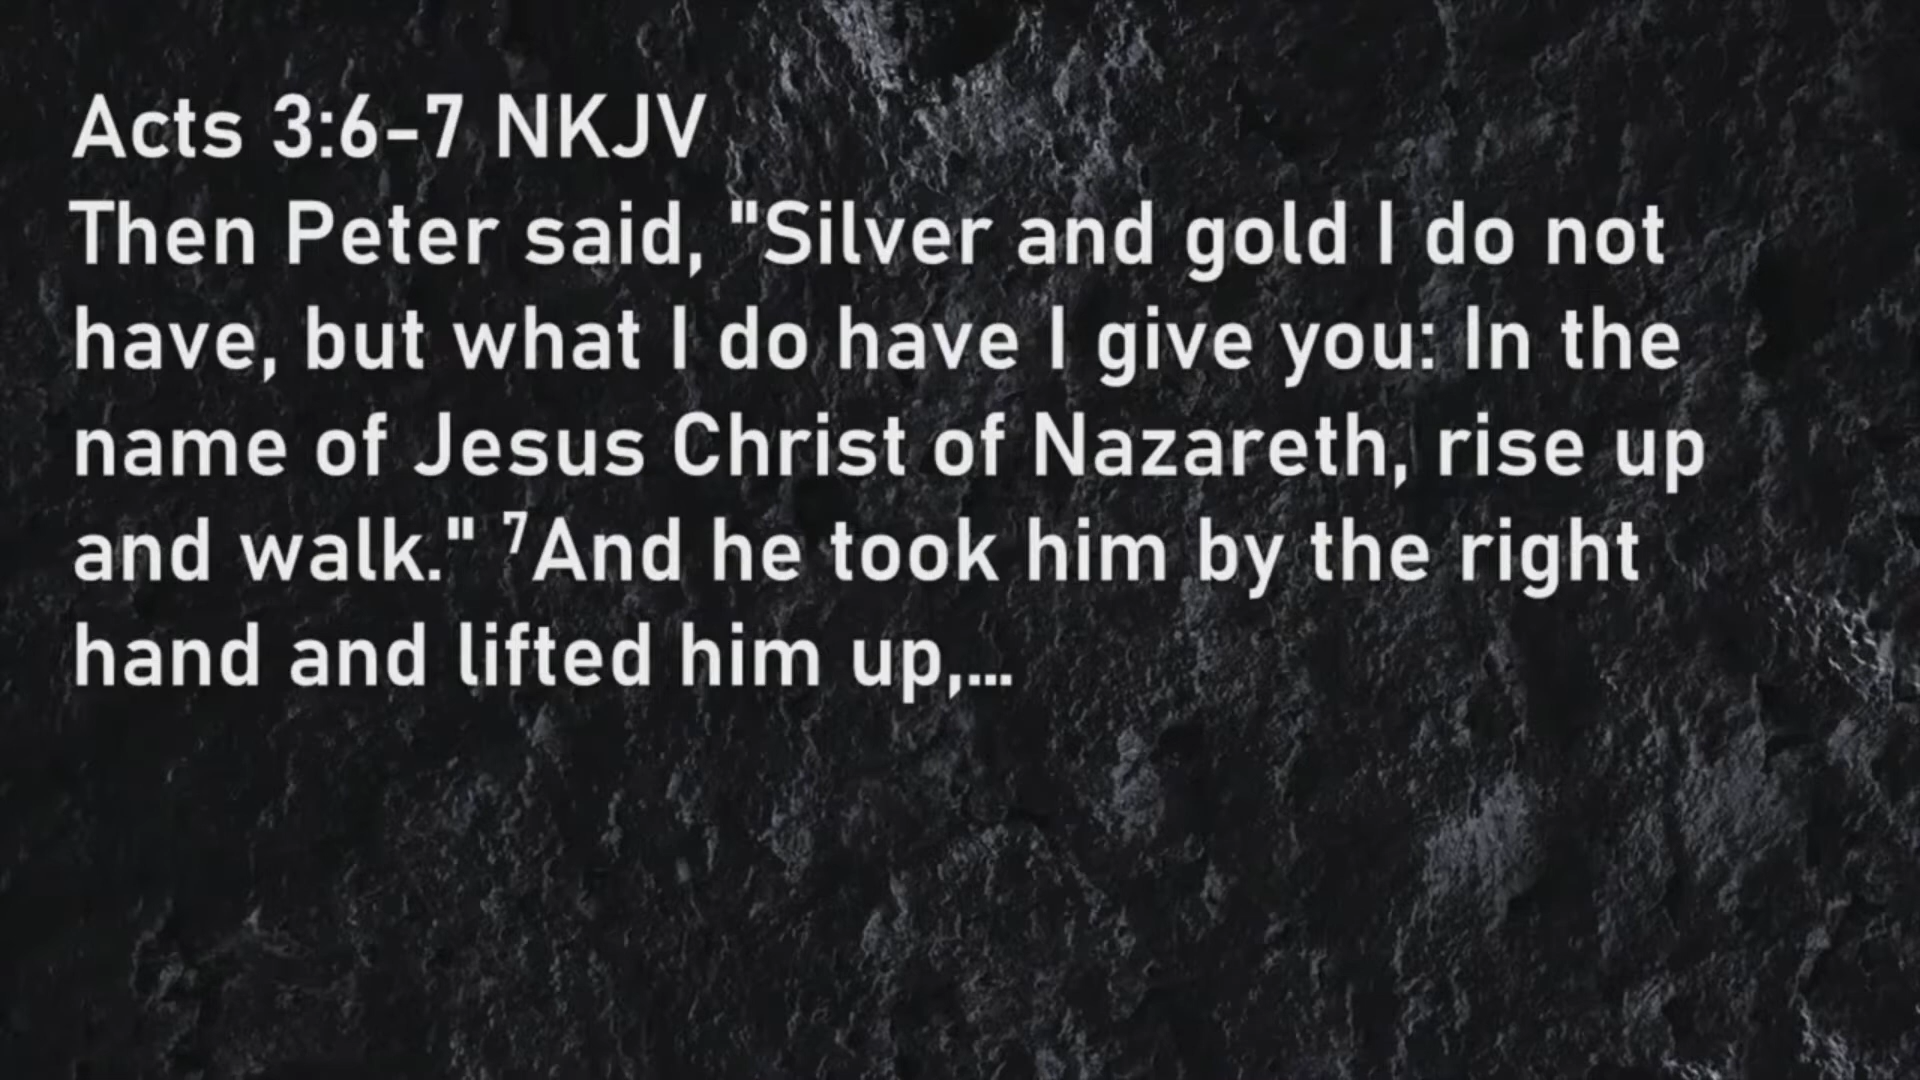 Acts 3:6-7 NKJV
Then Peter said, "Silver and gold I do not
have, but what I do have I give you: In the
name of Jesus Christ of Nazareth, rise up
and walk." ⁷And he took him by the right
hand and lifted him up,...